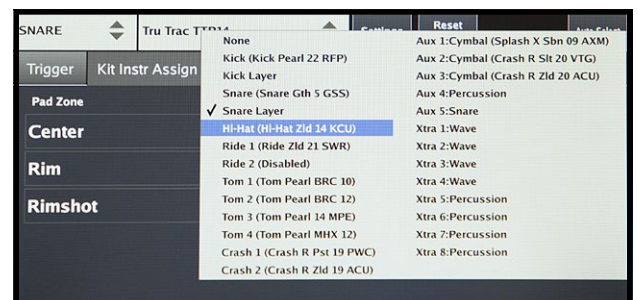 SNARE
Tru Trac
Settings
Reset
Trigger
Kit Instr Assign
Pad Zone
Center
Rim
Rimshot
None
Kick (Kick Pearl 22 RFP)
Kick Layer
Snare (Snare Gth 5 GSS)
✓ Snare Layer
Hi-Hat (Hi-Hat Zld 14 KCU)
Ride 1 (Ride Zld 21 SWR)
Ride 2 (Disabled)
Tom 1 (Tom Pearl BRC 10)
Tom 2 (Tom Pearl BRC 12)
Tom 3 (Tom Pearl 14 MPE)
Tom 4 (Tom Pearl MHX 12)
Crash 1 (Crash R Pst 19 PWC)
Crash 2 (Crash R Zld 19 ACU)
Aux 1:Cymbal (Splash X Sbn 09 AXM)
Aux 2:Cymbal (Crash R Slt 20 VTG)
Aux 3:Cymbal (Crash R Zld 20 ACU)
Aux 4:Percussion
Aux 5:Snare
Xtra 1:Wave
Xtra 2:Wave
Xtra 3:Wave
Xtra 4:Wave
Xtra 5:Percussion
Xtra 6:Percussion
Xtra 7:Percussion
Xtra 8:Percussion